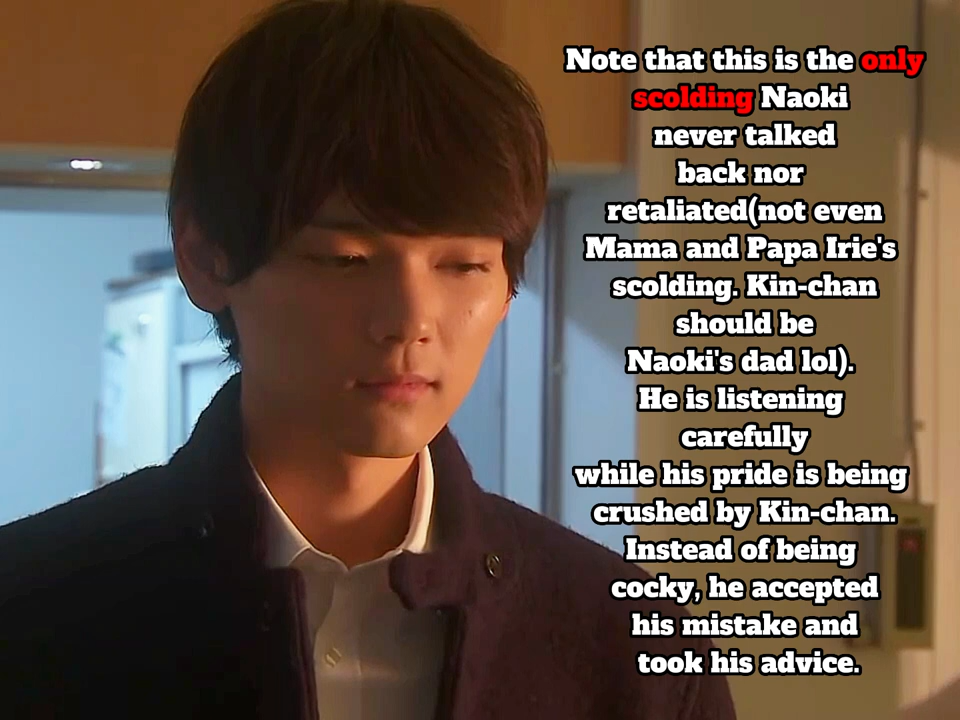 Note that this is the only
scolding Naoki
never talked
back nor
retaliated(not even
Mama and Papa Irie's
scolding. Kin-chan
should be
Naoki's dad lol).
He is listening
carefully
while his pride is being
crushed by Kin-chan.
Instead of being
cocky, he accepted
his mistake and
took his advice.